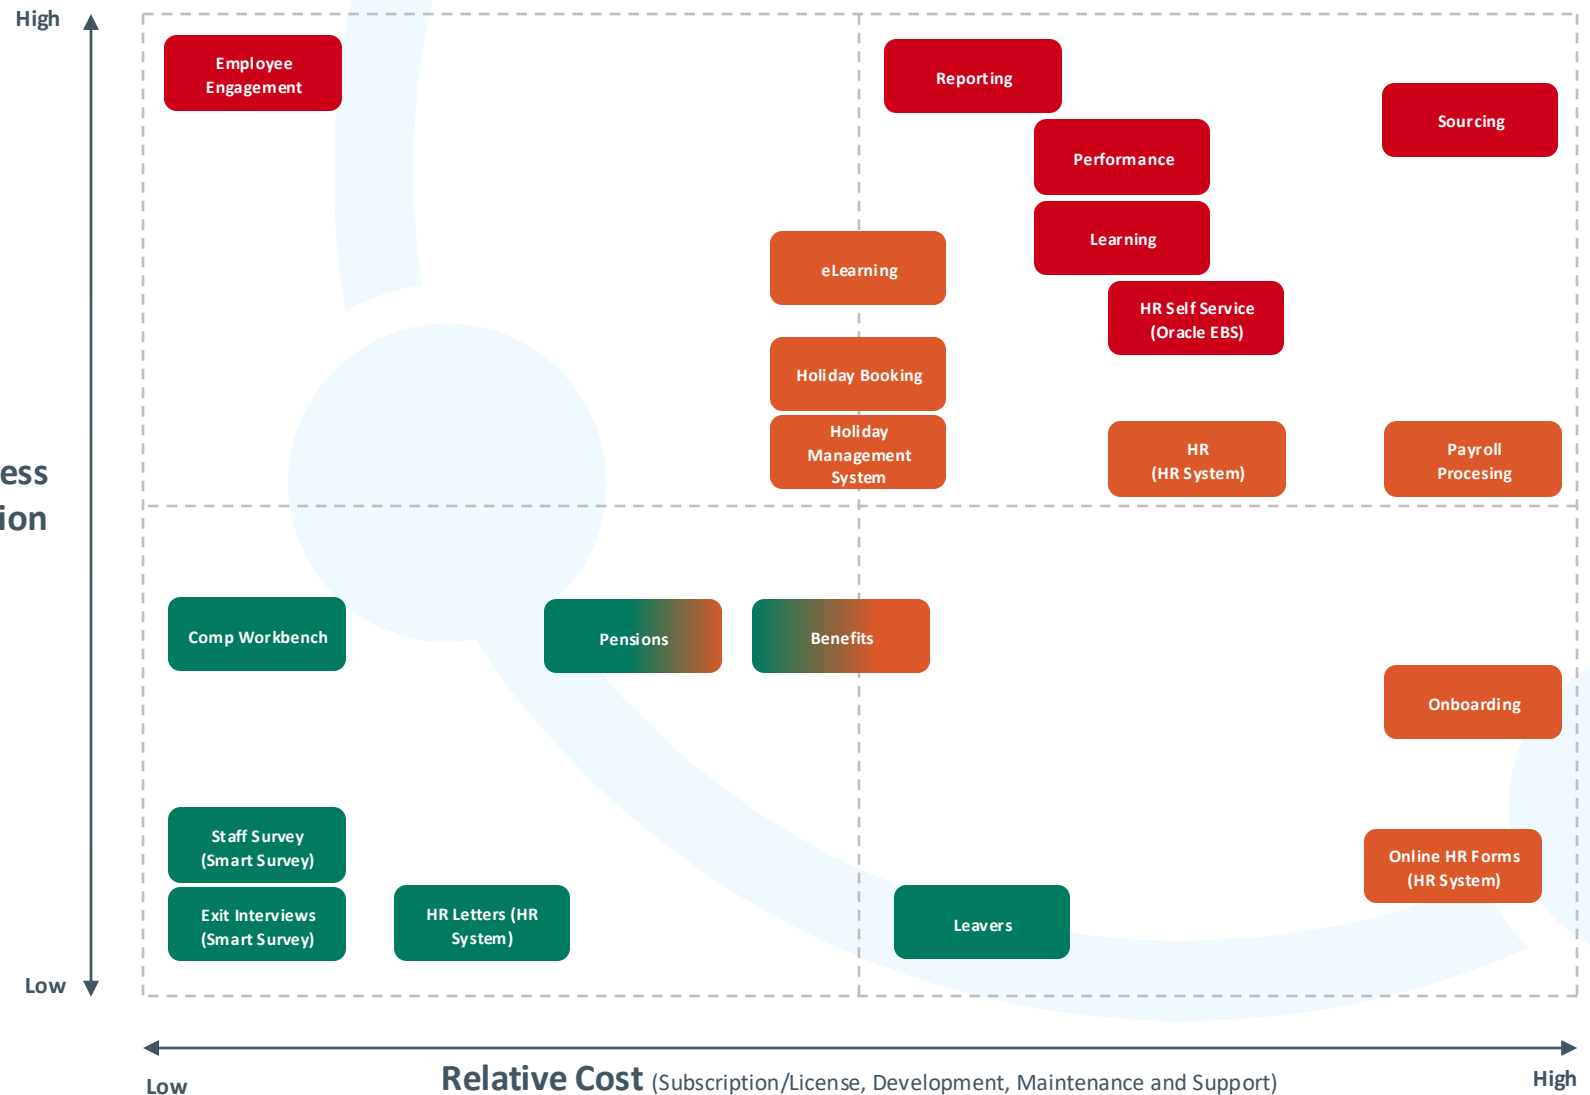 High
Employee
Engagement
Reporting
Sourcing
Performance
Learning
eLearning
HR Self Service
(Oracle EBS)
Holiday Booking
Holiday
Management
System
HR
(HR System)
Payroll
Procesing
ess
ion
Comp Workbench
Pensions
Benefits
Onboarding
Staff Survey
(Smart Survey)
Online HR Forms
(HR System)
Exit Interviews
(Smart Survey)
HR Letters (HR
System)
Leavers
Low
Low
Relative Cost (Subscription/License, Development, Maintenance and Support)
High